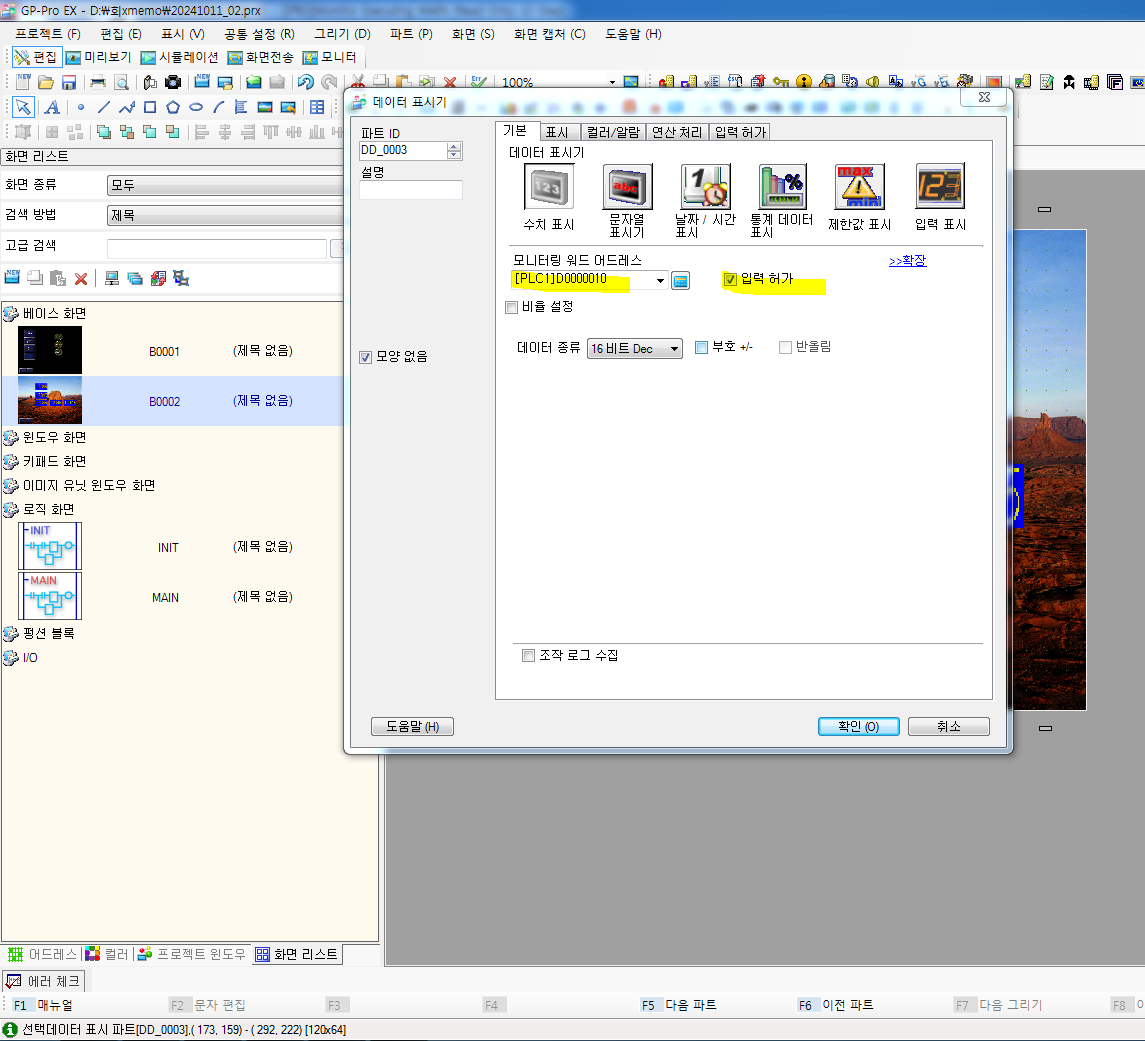 GP-Pro EX - D:₩희xmemo₩20241011_02.prx
프로젝트 (F) 편집 (E) 표시 (V) 공통 설정 (R) 그리기 (D) 파트 (P) 화면 (S) 화면 캡처 (C) 도움말 (H)
편집 미리보기 시뮬레이션 화면전송 모니터
100%
화면 리스트
화면 종류 모두
검색 방법 제목
고급 검색
베이스 화면
B0001 (제목 없음)
B0002 (제목 없음)
윈도우 화면
키패드 화면
이미지 유닛 윈도우 화면
로직 화면
INIT
INIT (제목 없음)
MAIN
MAIN (제목 없음)
펑션 블록
I/O
어드레스 컬러 프로젝트 윈도우 화면 리스트
데이터 표시기
파트 ID
DD_0003
설명
모양 없음
기본 표시 컬러/알람 연산 처리 입력 허가
데이터 표시기
수치 표시
문자열 표시기
날짜 / 시간 표시
통계 데이터 표시
제한값 표시
입력 표시
모니터링 워드 어드레스
>>확장
[PLC1]D0000010
입력 허가
비율 설정
데이터 종류 16 비트 Dec 부호 +/- 반올림
조작 로그 수집
도움말 (H) 확인 (O) 취소
에러 체크
F1 매뉴얼 F2 문자 편집 F3 F4 F5 다음 파트 F6 이전 파트 F7 다음 그리기 F8
선택데이터 표시 파트[DD_0003],( 173, 159) - ( 292, 222) [120x64]